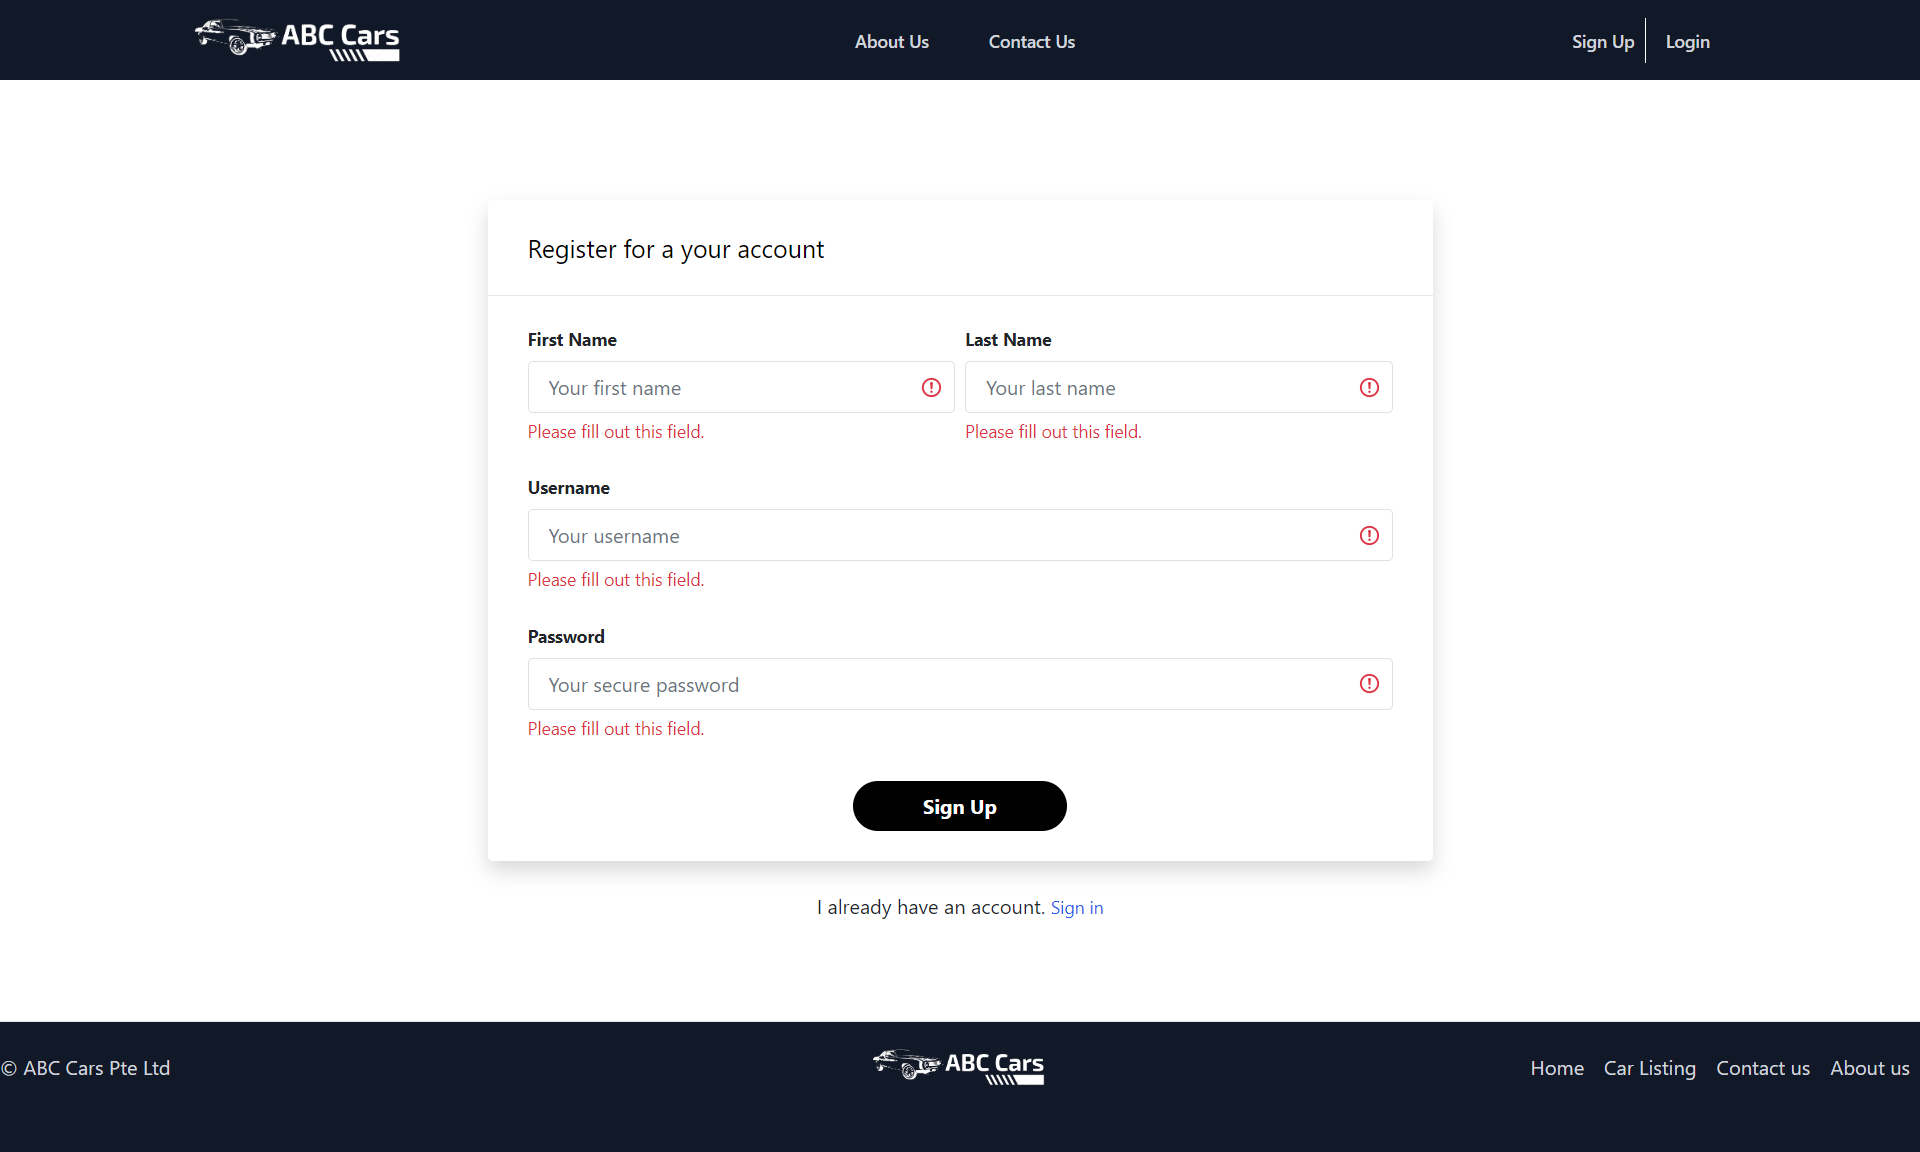 ABC Cars
About Us
Contact Us
Sign Up
Login
Register for a your account
First Name
Last Name
Your first name
Your last name
Please fill out this field.
Please fill out this field.
Username
Your username
Please fill out this field.
Password
Your secure password
Please fill out this field.
Sign Up
I already have an account. Sign in
© ABC Cars Pte Ltd
ABC Cars
Home
Car Listing
Contact us
About us